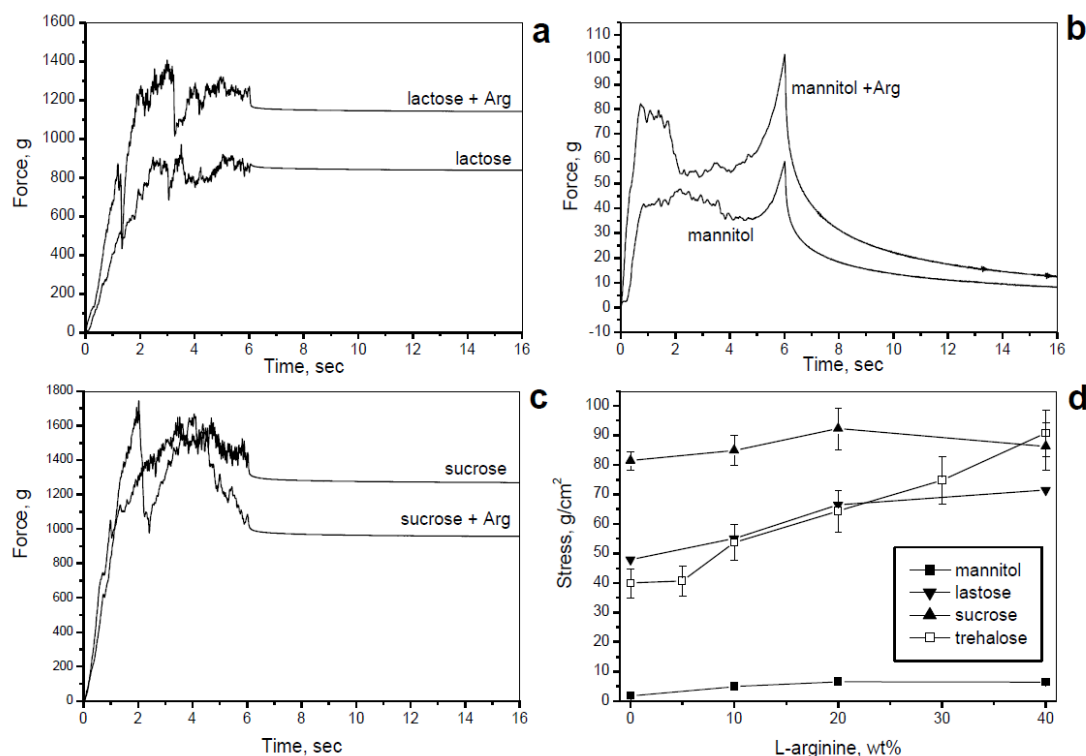 a
1600
1400
1200
1000
800
600
400
200
0
Force, g
lactose + Arg
lactose
0 2 4 6 8 10 12 14 16
Time, sec
b
115
110
100
90
80
70
60
50
40
30
20
10
0
-10
Force, g
mannitol +Arg
mannitol
0 2 4 6 8 10 12 14 16
Time, sec
c
1800
1600
1400
1200
1000
800
600
400
200
0
Force, g
sucrose
sucrose + Arg
0 2 4 6 8 10 12 14 16
Time, sec
d
100
90
80
70
60
50
40
30
20
10
0
Stress, g/cm²
mannitol
lastose
sucrose
trehalose
0 10 20 30 40
L-arginine, wt%